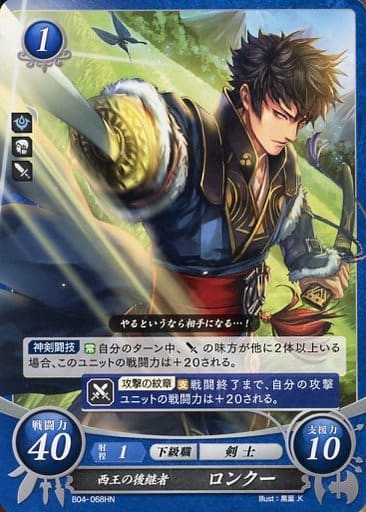 1
やるというなら相手になる…!
神剣闘技 常 自分のターン中、の味方が他に2体以上いる
場合、このユニットの戦闘力は+20される。
攻撃の紋章 支 戦闘終了まで、自分の攻撃
ユニットの戦闘力は+20される。
戦闘力
40
射程 1 下級職 剣士
支援力
10
西王の後継者 ロンクー
B04-068HN
Illust:黒葉.K